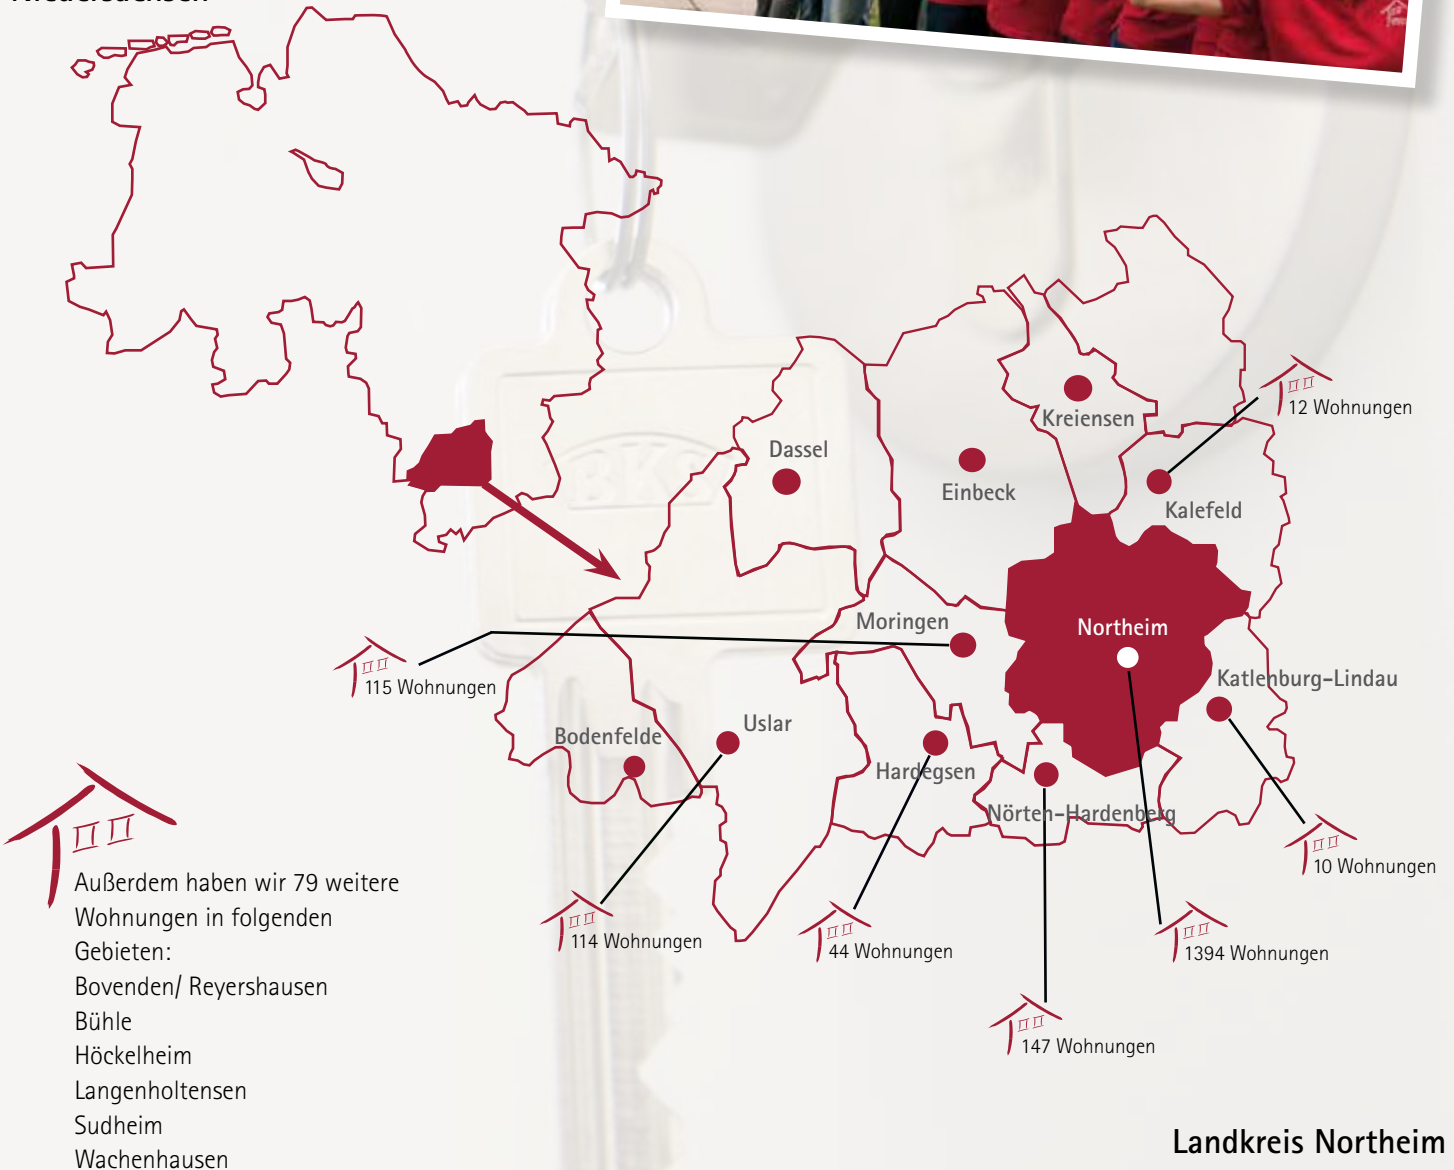 Niedersachsen
12 Wohnungen
Kreiensen
Dassel
Einbeck
Kalefeld
BKS
Moringen
Northeim
Katlenburg-Lindau
115 Wohnungen
Uslar
Bodenfelde
Hardegsen
Nörten-Hardenberg
10 Wohnungen
114 Wohnungen
44 Wohnungen
1394 Wohnungen
147 Wohnungen
Außerdem haben wir 79 weitere
Wohnungen in folgenden
Gebieten:
Bovenden/ Reyershausen
Bühle
Höckelheim
Langenholtensen
Sudheim
Wachenhausen
Landkreis Northeim